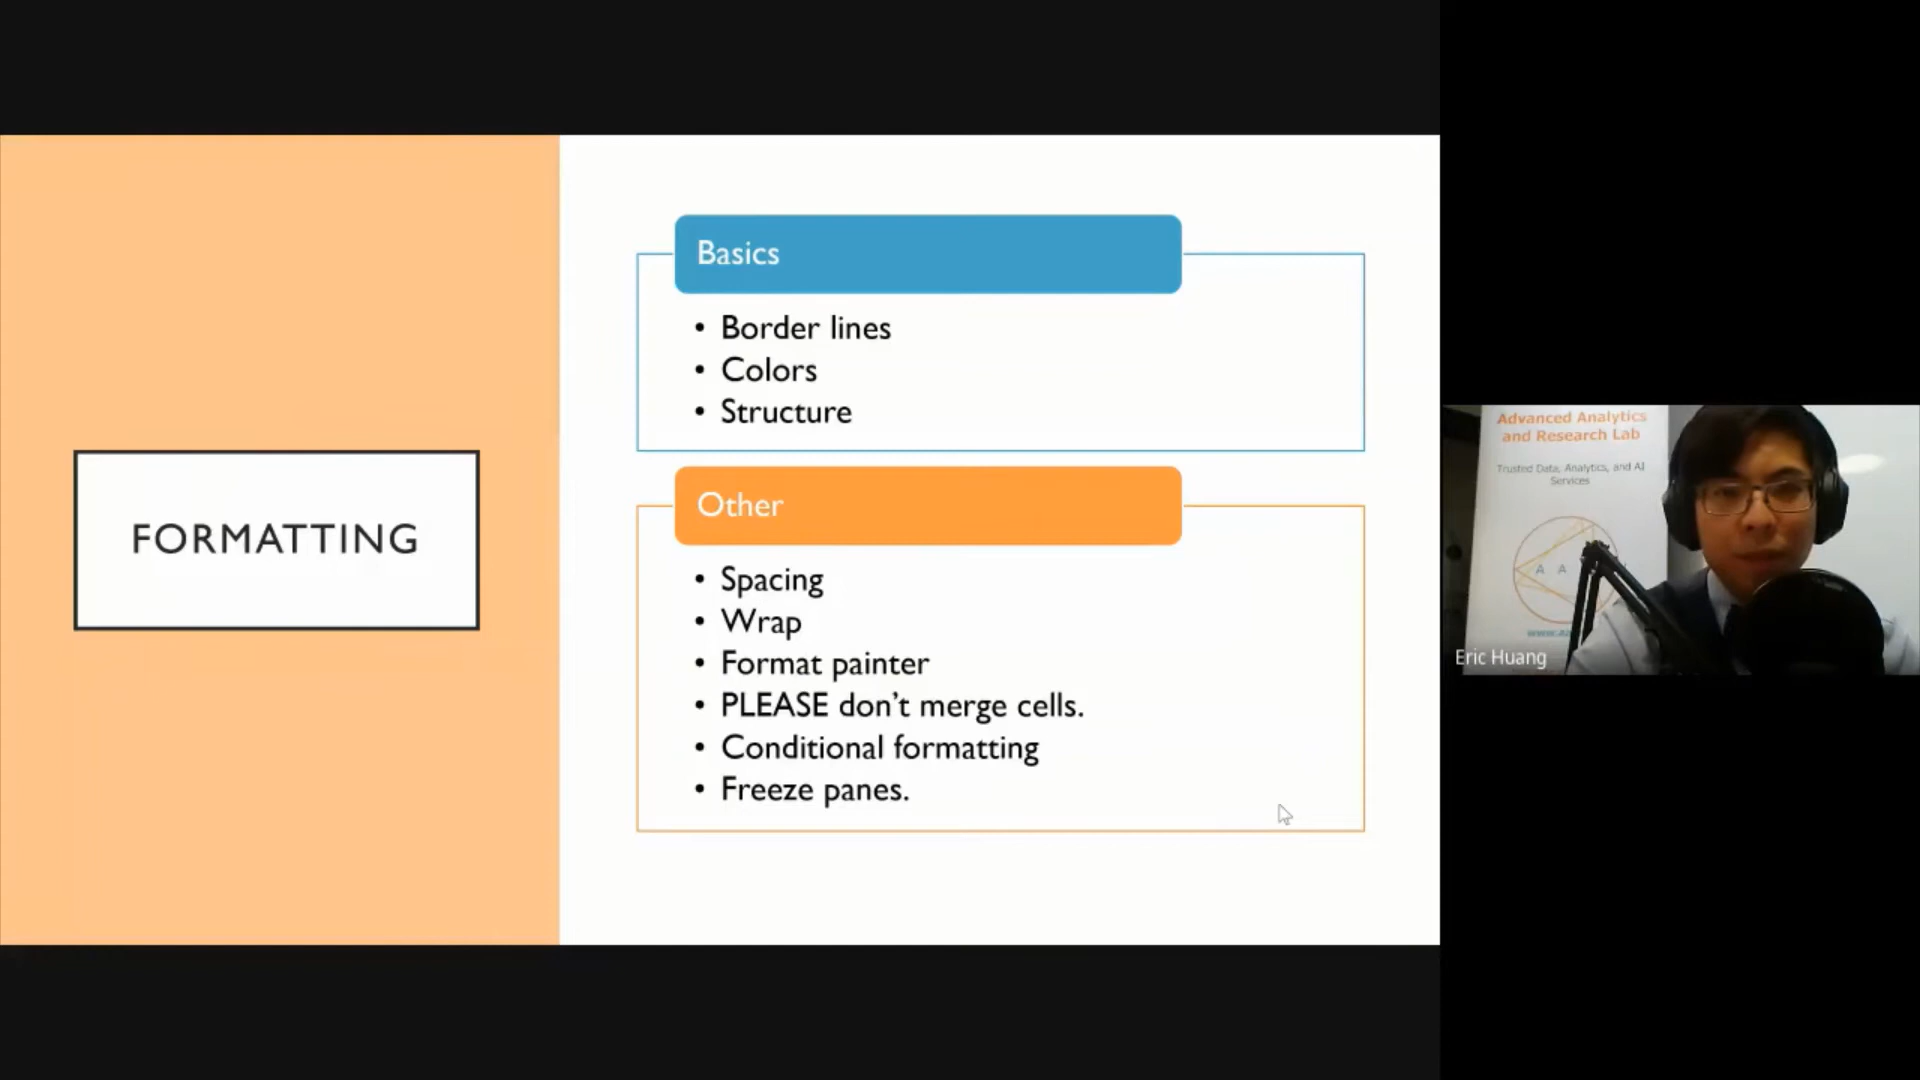 FORMATTING
Basics
• Border lines
• Colors
• Structure
Other
• Spacing
• Wrap
• Format painter
• PLEASE don’t merge cells.
• Conditional formatting
• Freeze panes.
Advanced Analytics
and Research Lab
Trusted Data, Analytics, and AI
Services
A A
Eric Huang